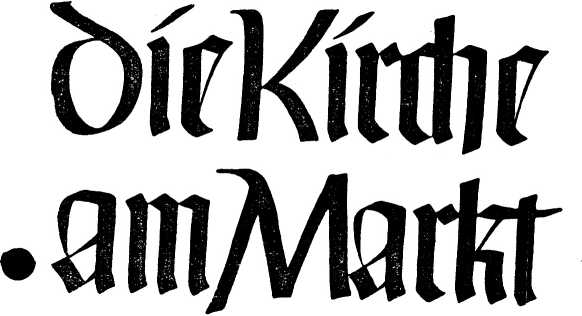 Die Kirche
• am Markt